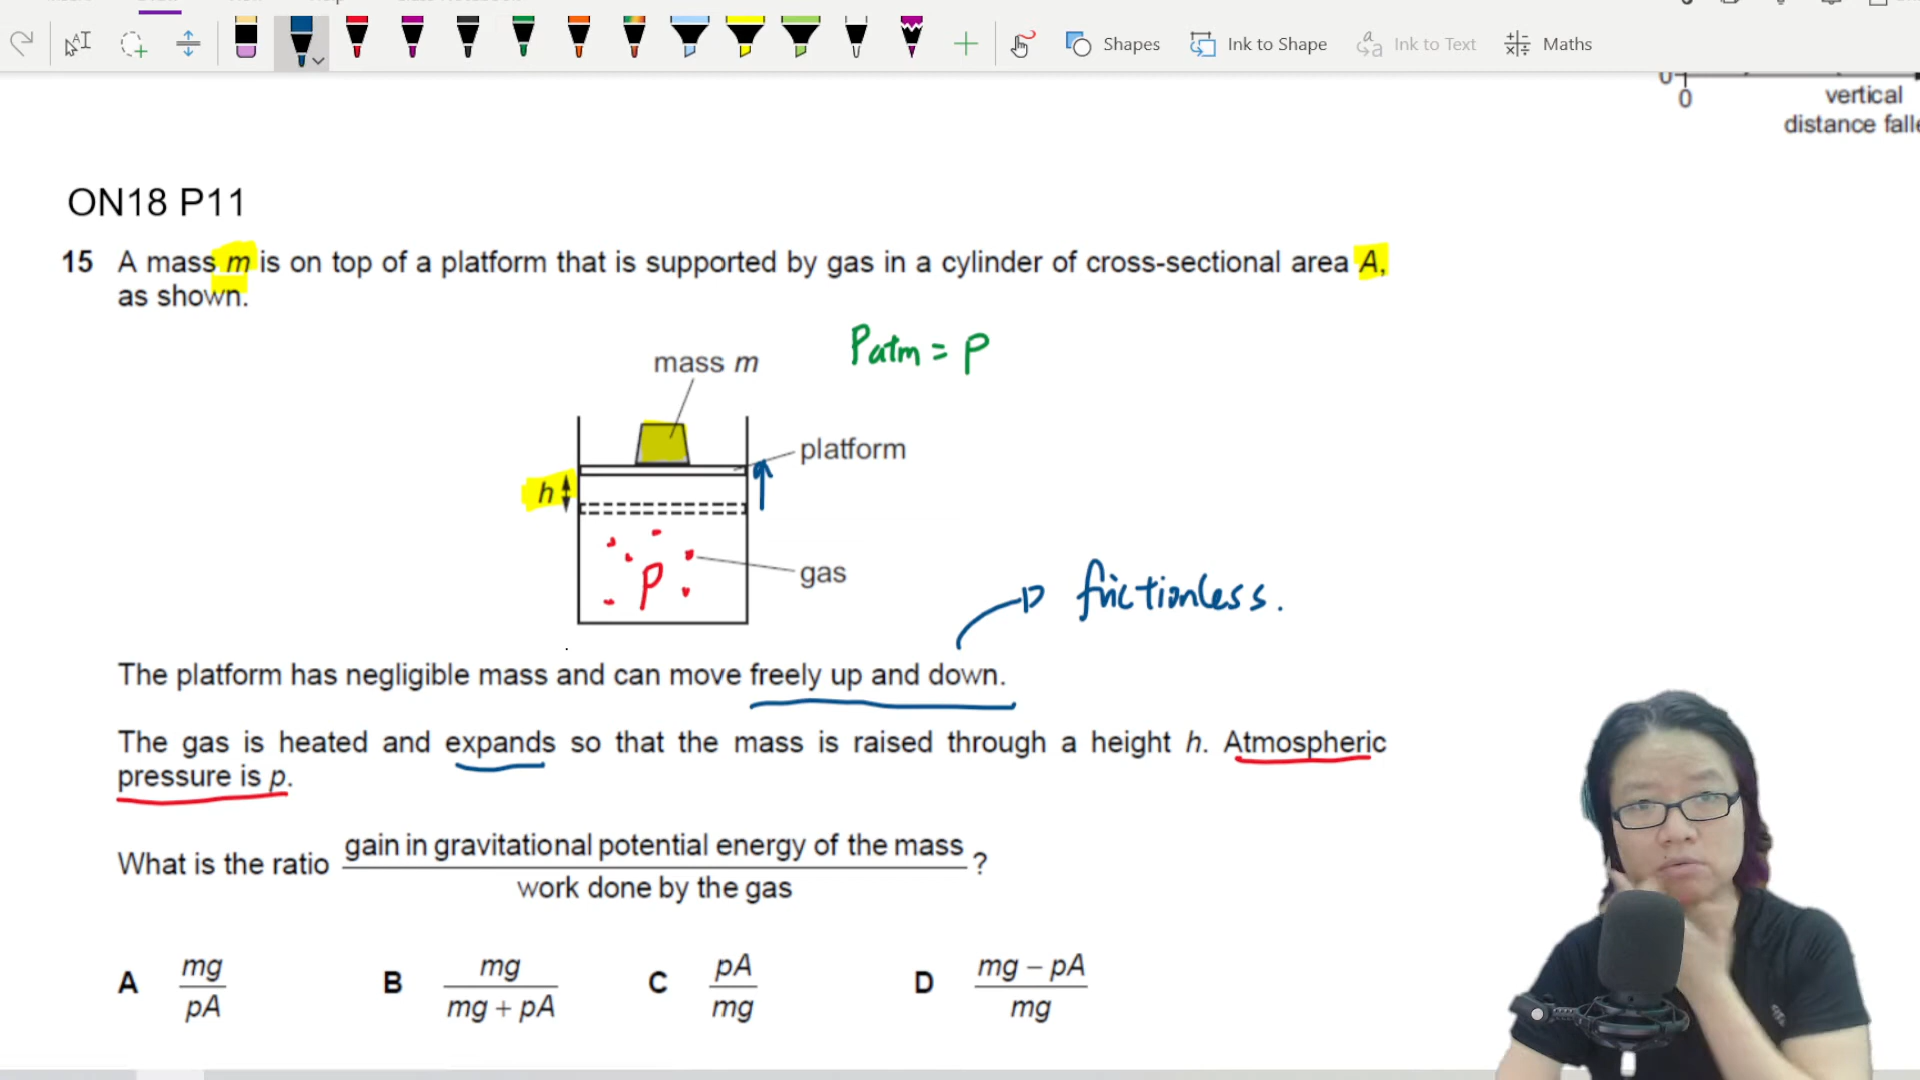 Shapes Ink to Shape Ink to Text Maths
0
vertical
distance falle
ON18 P11
15 A mass m is on top of a platform that is supported by gas in a cylinder of cross-sectional area A,
as shown.
Patm = P
mass m
platform
h
P
gas
frictionless.
The platform has negligible mass and can move freely up and down.
The gas is heated and expands so that the mass is raised through a height h. Atmospheric
pressure is p.
What is the ratio gain in gravitational potential energy of the mass / work done by the gas ?
A mg / pA B mg / mg + pA C pA / mg D mg – pA / mg